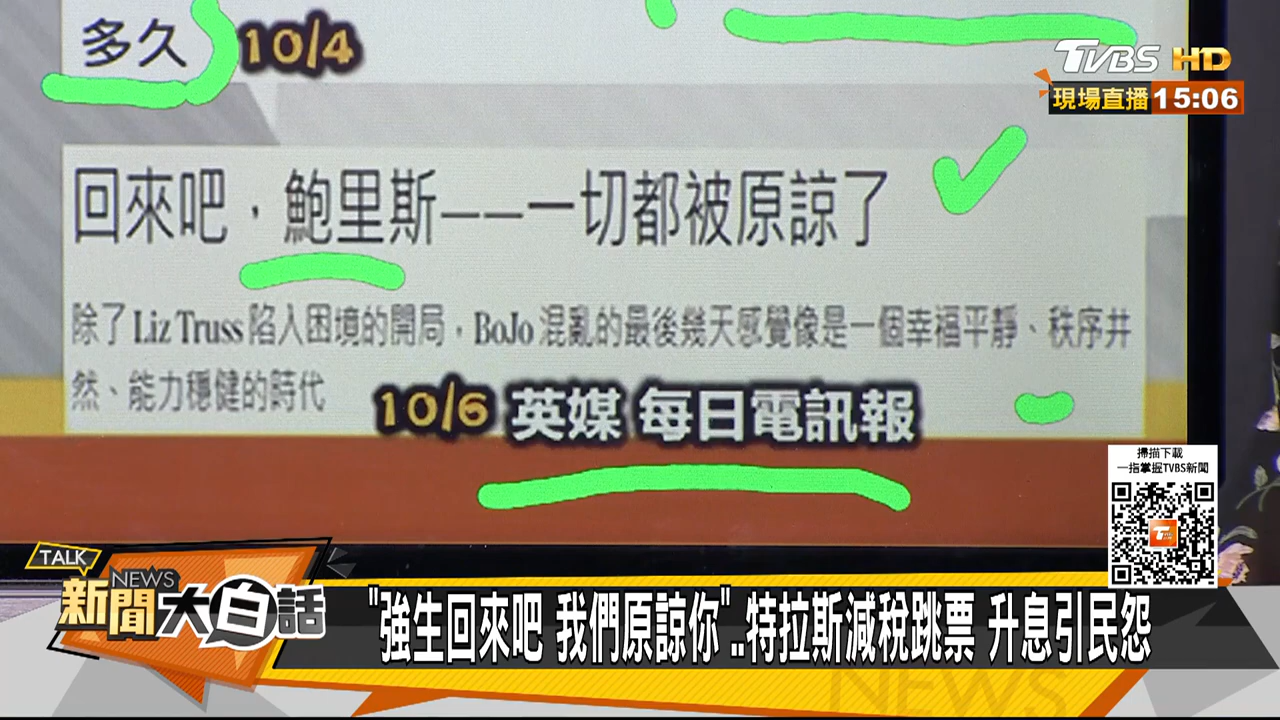 多久 10/4
TVBS HD
現場直播 15:06
回來吧，鮑里斯——一切都被原諒了
除了 Liz Truss 陷入困境的開局，BoJo 混亂的最後幾天感覺像是一個幸福平靜、秩序井
然、能力穩健的時代
10/6 英媒 每日電訊報
掃描下載
一指掌握TVBS新聞
TALK
NEWS
新聞大白話
"強生回來吧 我們原諒你"..特拉斯減稅跳票 升息引民怨
NEWS